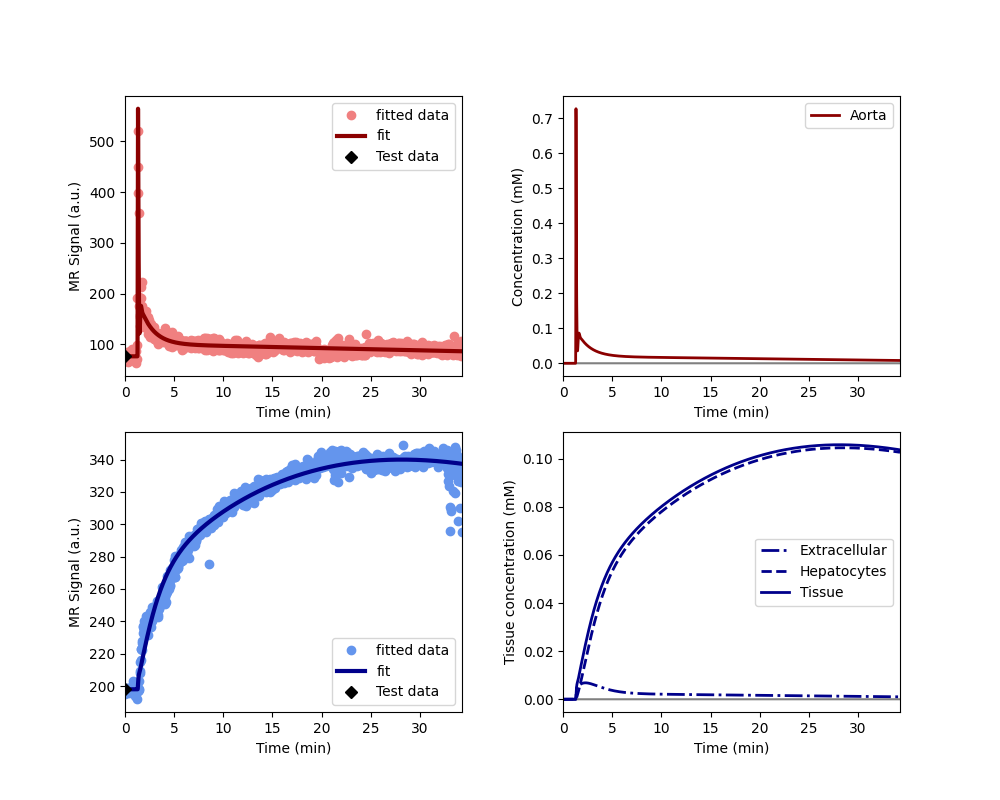 MR Signal (a.u.)
500
400
300
200
100
fitted data
fit
Test data
0 5 10 15 20 25 30
Time (min)
Concentration (mM)
0.7
0.6
0.5
0.4
0.3
0.2
0.1
0.0
Aorta
0 5 10 15 20 25 30
Time (min)
MR Signal (a.u.)
340
320
300
280
260
240
220
200
fitted data
fit
Test data
0 5 10 15 20 25 30
Time (min)
Tissue concentration (mM)
0.10
0.08
0.06
0.04
0.02
0.00
Extracellular
Hepatocytes
Tissue
0 5 10 15 20 25 30
Time (min)